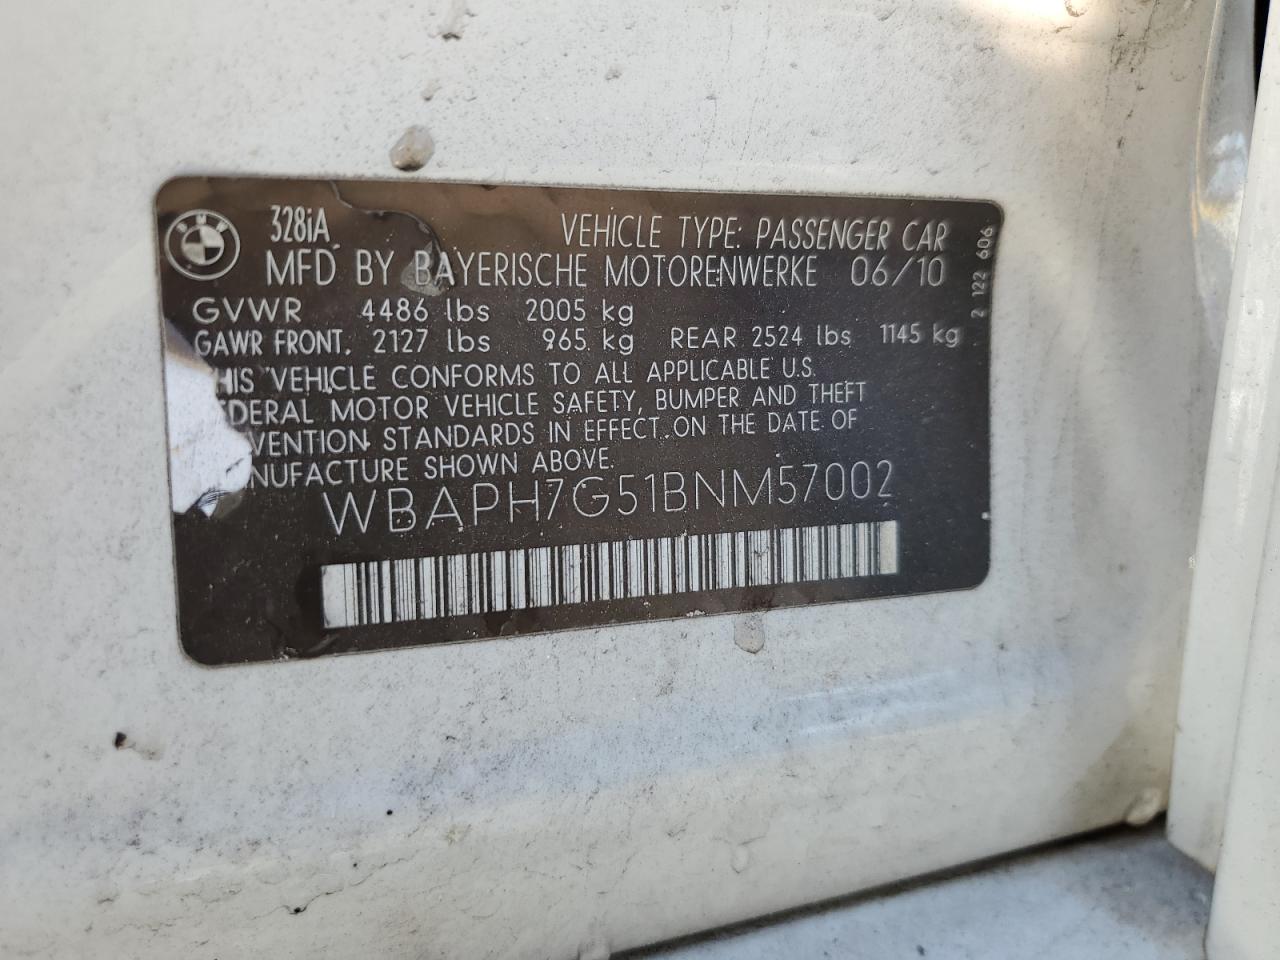 328iA
VEHICLE TYPE: PASSENGER CAR
MFD BY BAYERISCHE MOTORENWERKE 06/10
GVWR 4486 lbs 2005 kg
GAWR FRONT. 2127 lbs 965 kg REAR 2524 lbs 1145 kg
HIS VEHICLE CONFORMS TO ALL APPLICABLE U.S.
EDERAL MOTOR VEHICLE SAFETY, BUMPER AND THEFT
VENTION STANDARDS IN EFFECT ON THE DATE OF
NUFACTURE SHOWN ABOVE.
WBAPH7G51BNM57002
2 122 606